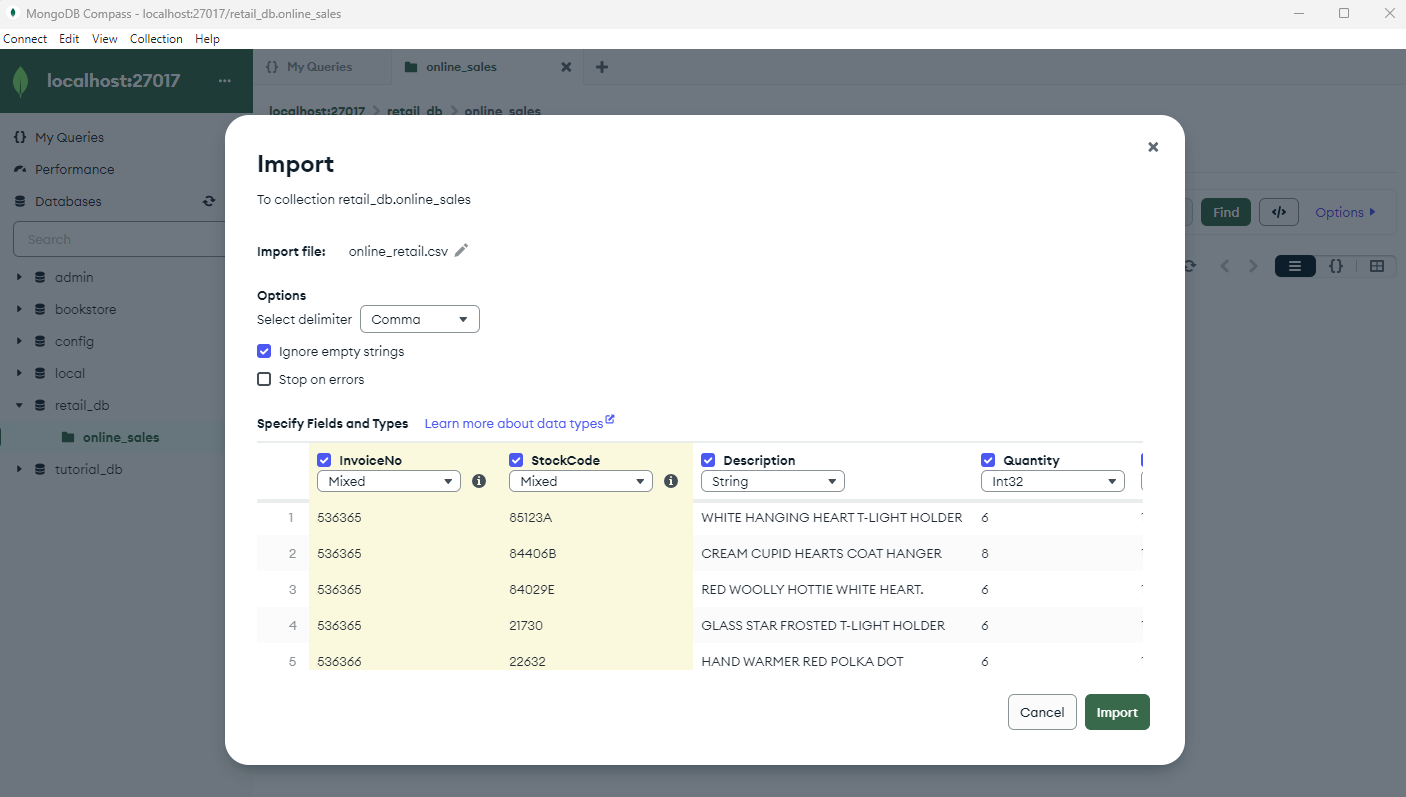 MongoDB Compass - localhost:27017/retail_db.online_sales
Connect Edit View Collection Help
localhost:27017 ...
{} My Queries
online_sales
My Queries
Performance
Databases
Search
admin
bookstore
config
local
retail_db
online_sales
tutorial_db
localhost:27017 > retail_db > online_sales
Find </> Options
{}
Import
To collection retail_db.online_sales
Import file: online_retail.csv
Options
Select delimiter Comma
Ignore empty strings
Stop on errors
Specify Fields and Types Learn more about data types
InvoiceNo StockCode Description Quantity
Mixed Mixed String Int32
1 536365 85123A WHITE HANGING HEART T-LIGHT HOLDER 6
2 536365 84406B CREAM CUPID HEARTS COAT HANGER 8
3 536365 84029E RED WOOLLY HOTTIE WHITE HEART. 6
4 536365 21730 GLASS STAR FROSTED T-LIGHT HOLDER 6
5 536366 22632 HAND WARMER RED POLKA DOT 6
Cancel Import